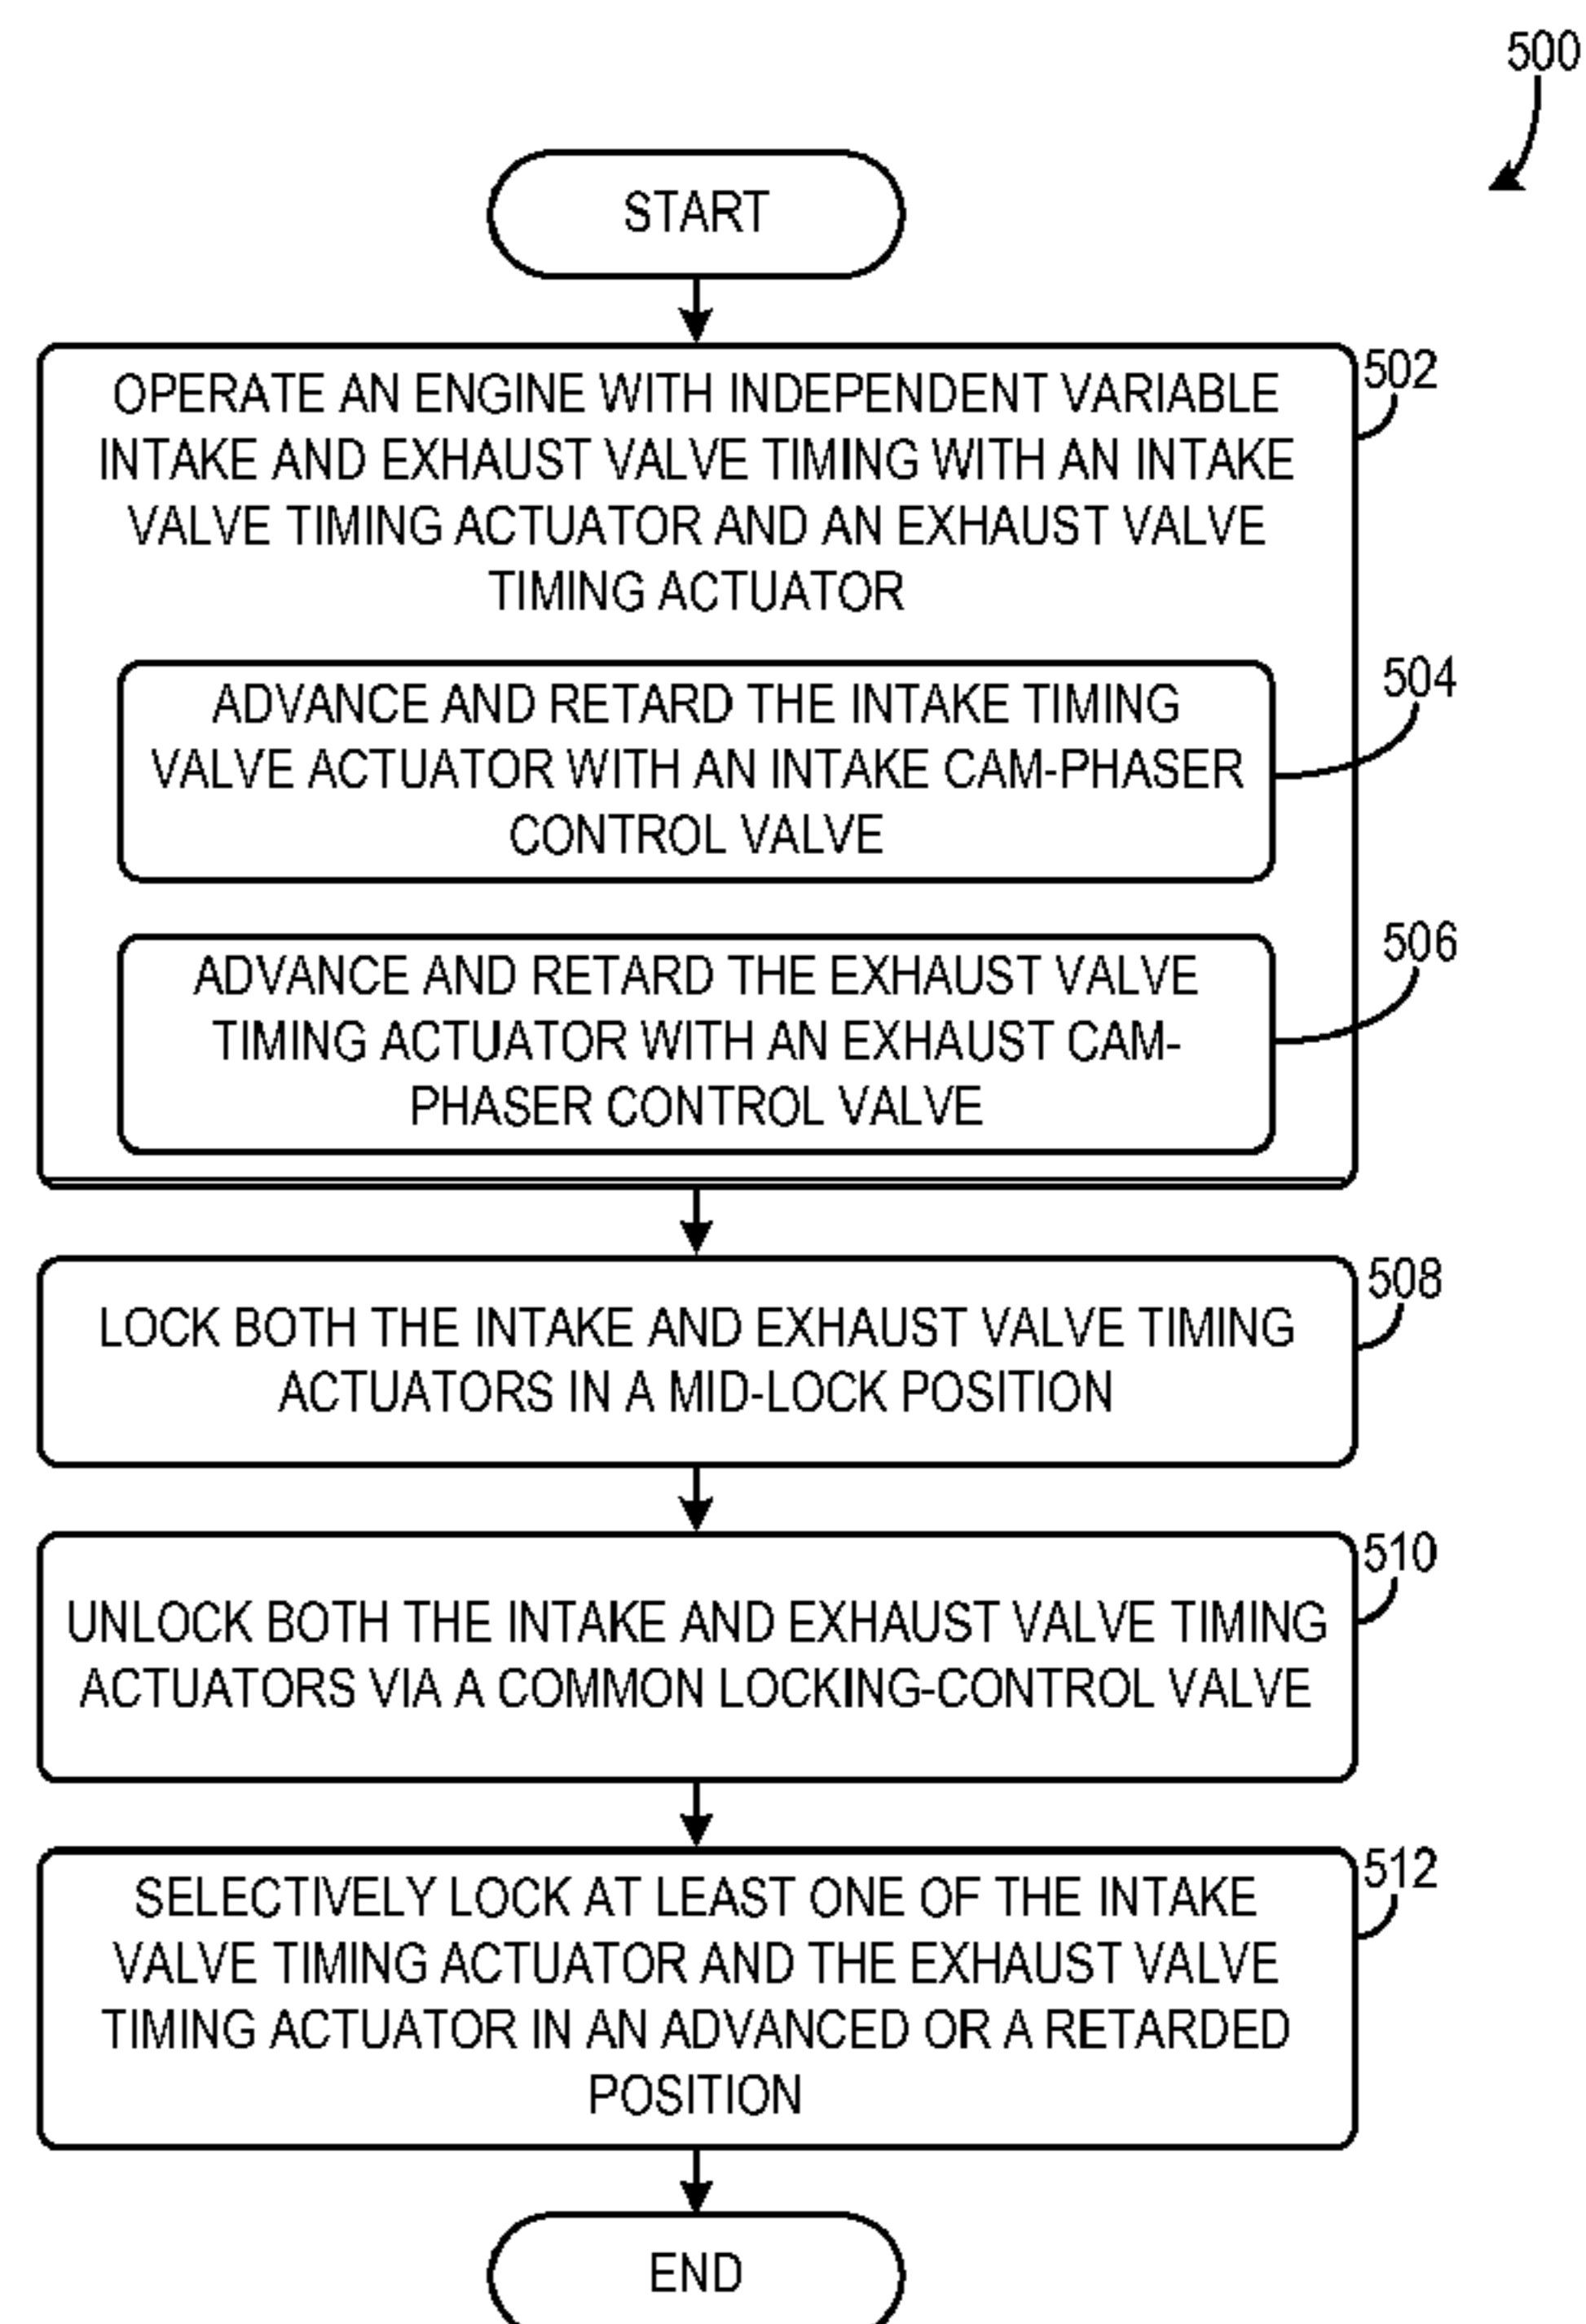 500
START
502
OPERATE AN ENGINE WITH INDEPENDENT VARIABLE
INTAKE AND EXHAUST VALVE TIMING WITH AN INTAKE
VALVE TIMING ACTUATOR AND AN EXHAUST VALVE
TIMING ACTUATOR
504
ADVANCE AND RETARD THE INTAKE TIMING
VALVE ACTUATOR WITH AN INTAKE CAM-PHASER
CONTROL VALVE
506
ADVANCE AND RETARD THE EXHAUST VALVE
TIMING ACTUATOR WITH AN EXHAUST CAM-
PHASER CONTROL VALVE
508
LOCK BOTH THE INTAKE AND EXHAUST VALVE TIMING
ACTUATORS IN A MID-LOCK POSITION
510
UNLOCK BOTH THE INTAKE AND EXHAUST VALVE TIMING
ACTUATORS VIA A COMMON LOCKING-CONTROL VALVE
512
SELECTIVELY LOCK AT LEAST ONE OF THE INTAKE
VALVE TIMING ACTUATOR AND THE EXHAUST VALVE
TIMING ACTUATOR IN AN ADVANCED OR A RETARDED
POSITION
END